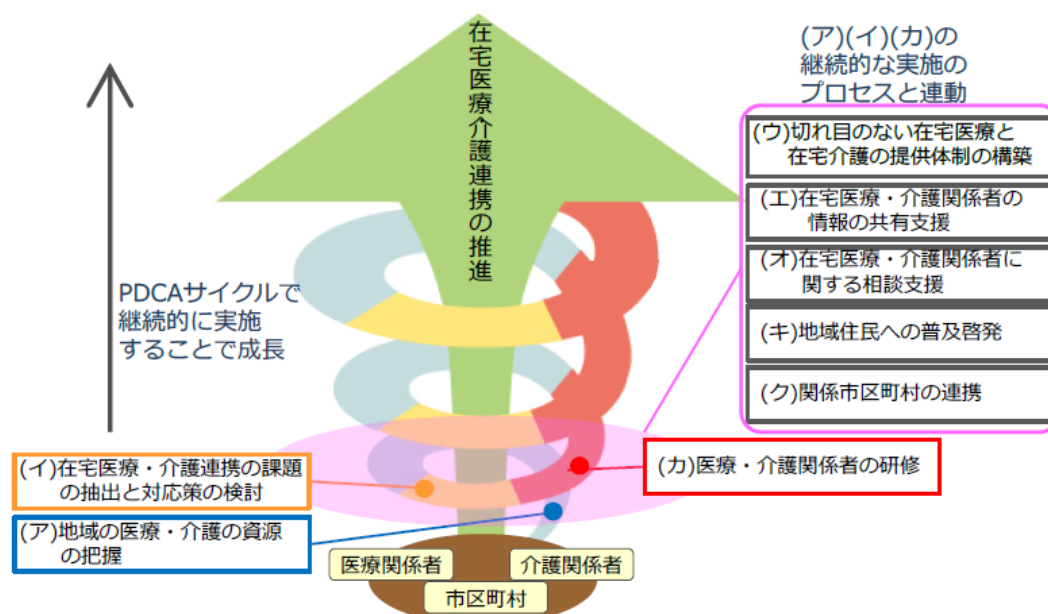 在宅医療介護連携の推進
(ア)(イ)(カ)の
継続的な実施の
プロセスと連動
(ウ)切れ目のない在宅医療と
在宅介護の提供体制の構築
(エ)在宅医療・介護関係者の
情報の共有支援
(オ)在宅医療・介護関係者に
関する相談支援
(キ)地域住民への普及啓発
(ク)関係市区町村の連携
PDCAサイクルで
継続的に実施
することで成長
(カ)医療・介護関係者の研修
(イ)在宅医療・介護連携の課題
の抽出と対応策の検討
(ア)地域の医療・介護の資源
の把握
医療関係者
介護関係者
市区町村